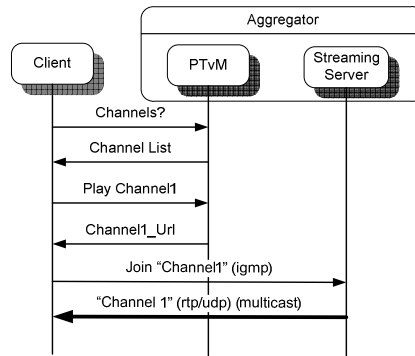 Aggregator
Client
PTvM
Streaming
Server
Channels?
Channel List
Play Channel1
Channel1_Url
Join “Channel1” (igmp)
“Channel 1” (rtp/udp) (multicast)